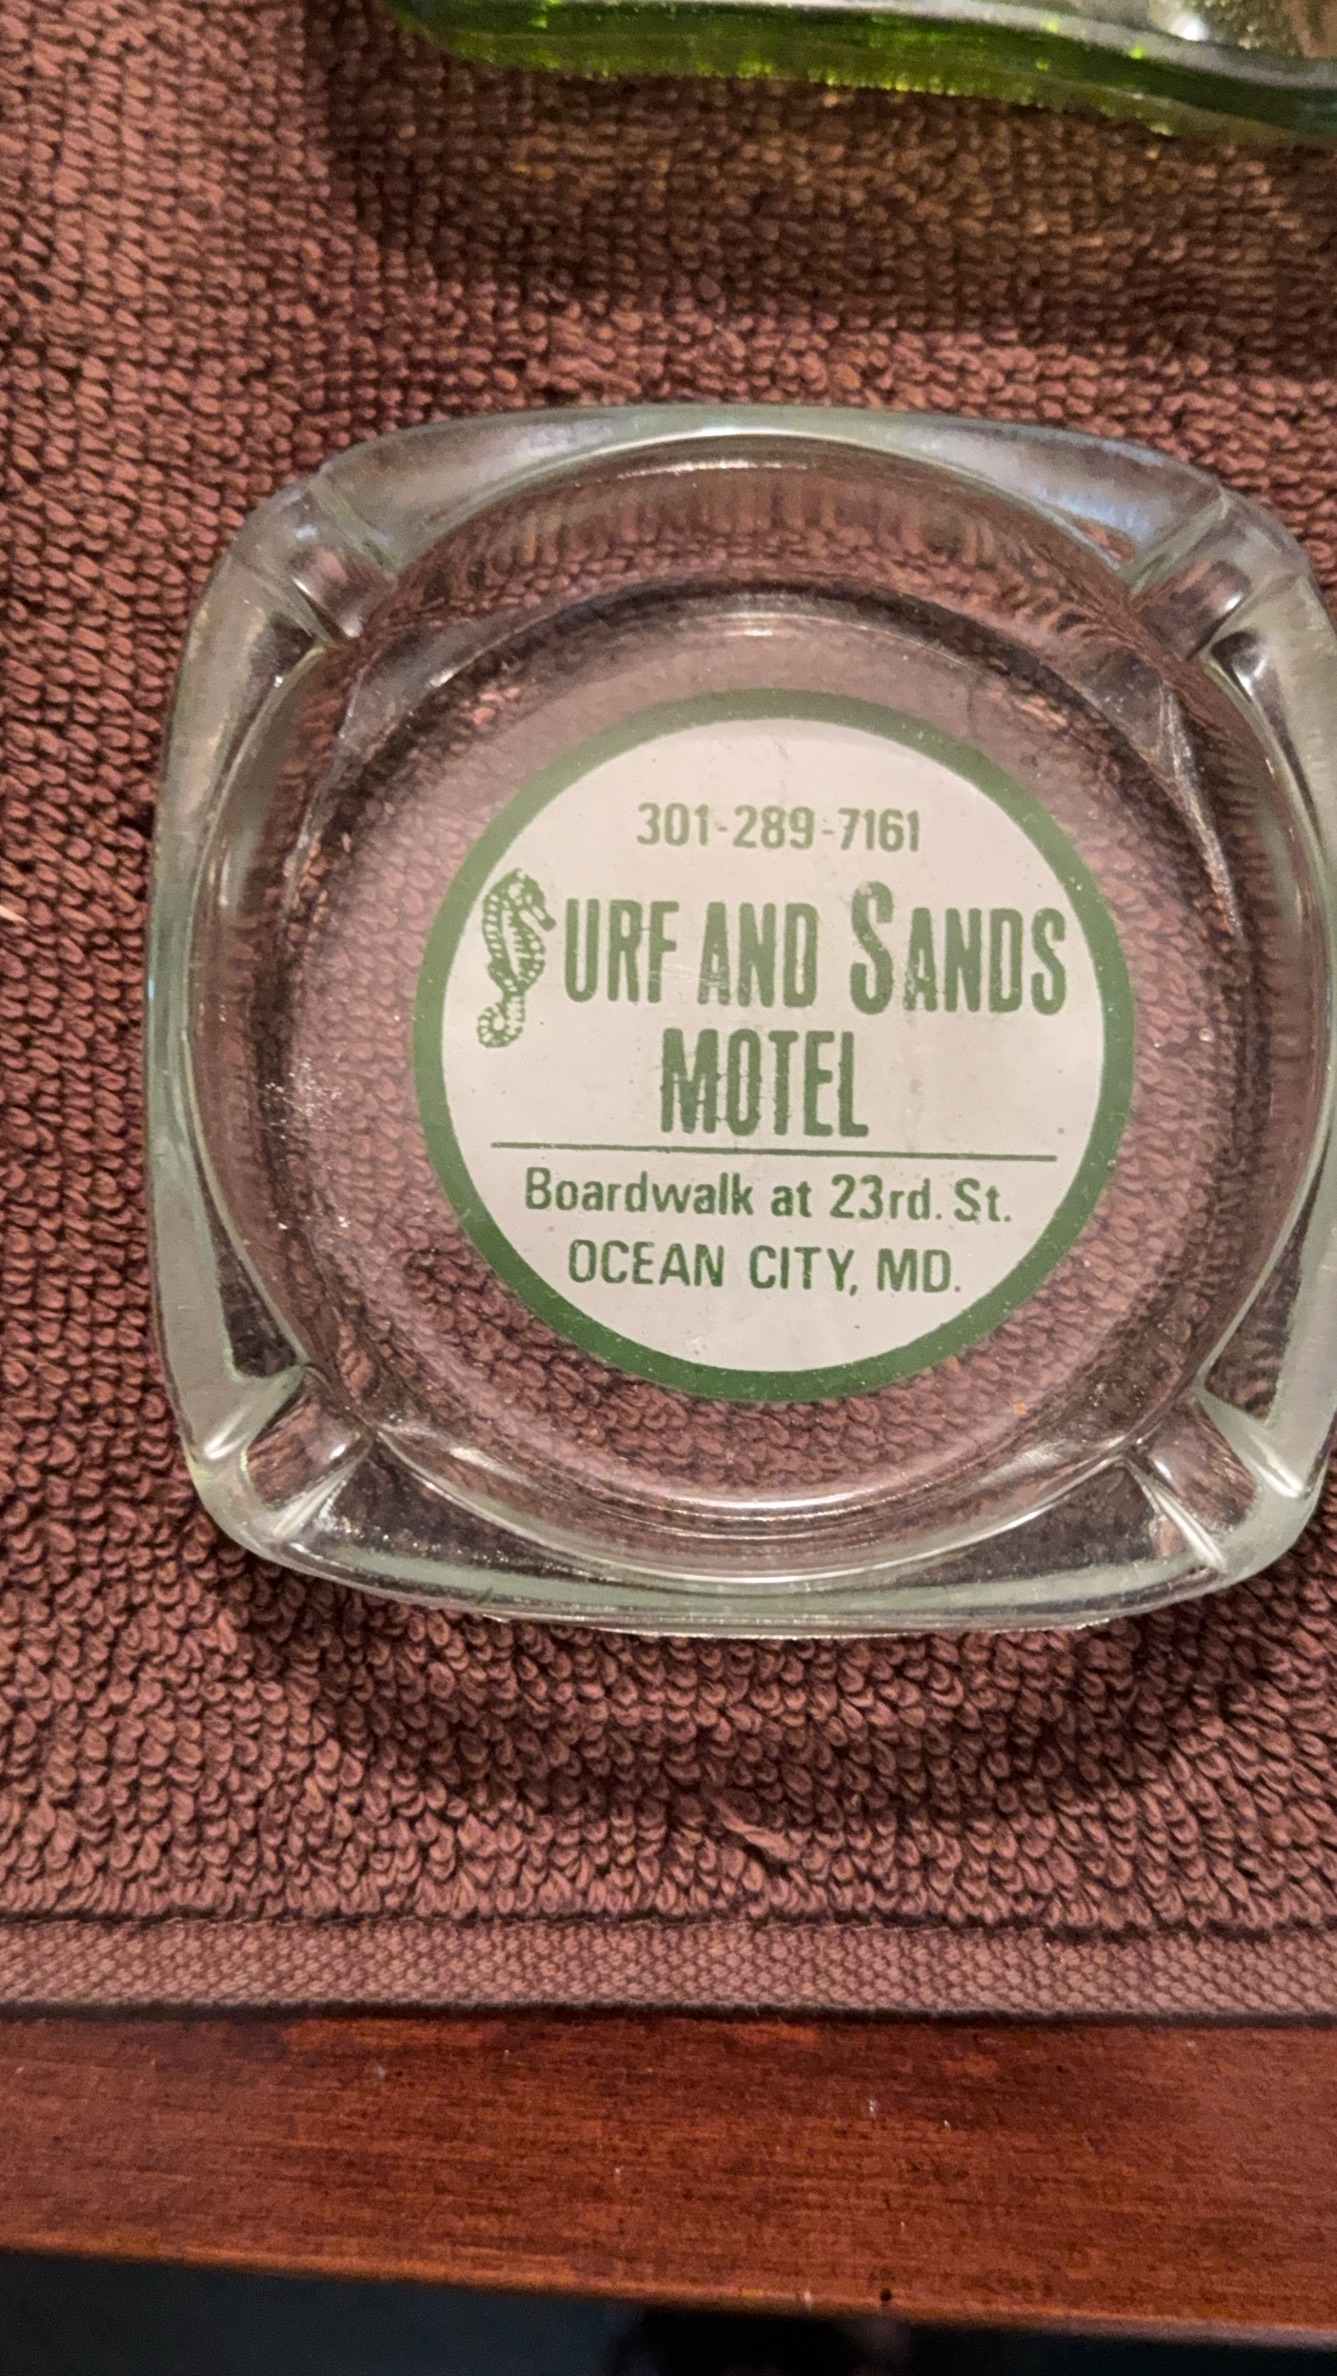 301-289-7161
SURF AND SANDS
MOTEL
Boardwalk at 23rd. St.
OCEAN CITY, MD.